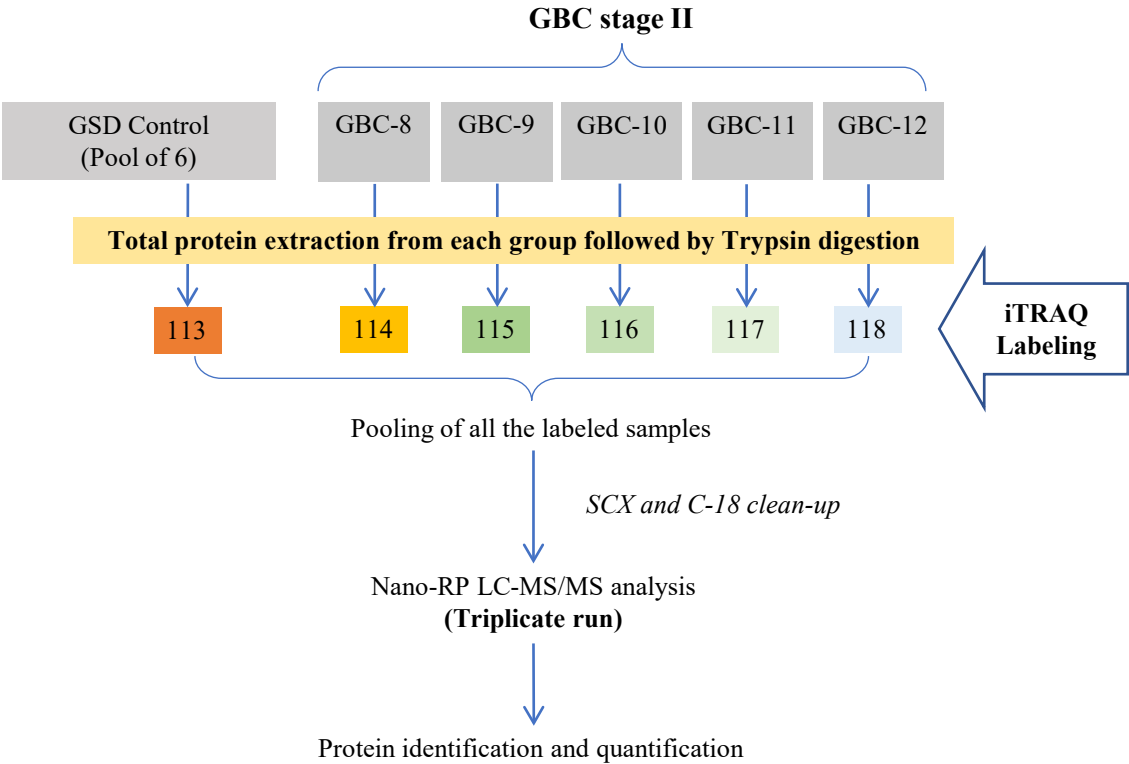 GBC stage II
GSD Control
(Pool of 6)
GBC-8
GBC-9
GBC-10
GBC-11
GBC-12
Total protein extraction from each group followed by Trypsin digestion
113
114
115
116
117
118
iTRAQ
Labeling
Pooling of all the labeled samples
SCX and C-18 clean-up
Nano-RP LC-MS/MS analysis
(Triplicate run)
Protein identification and quantification